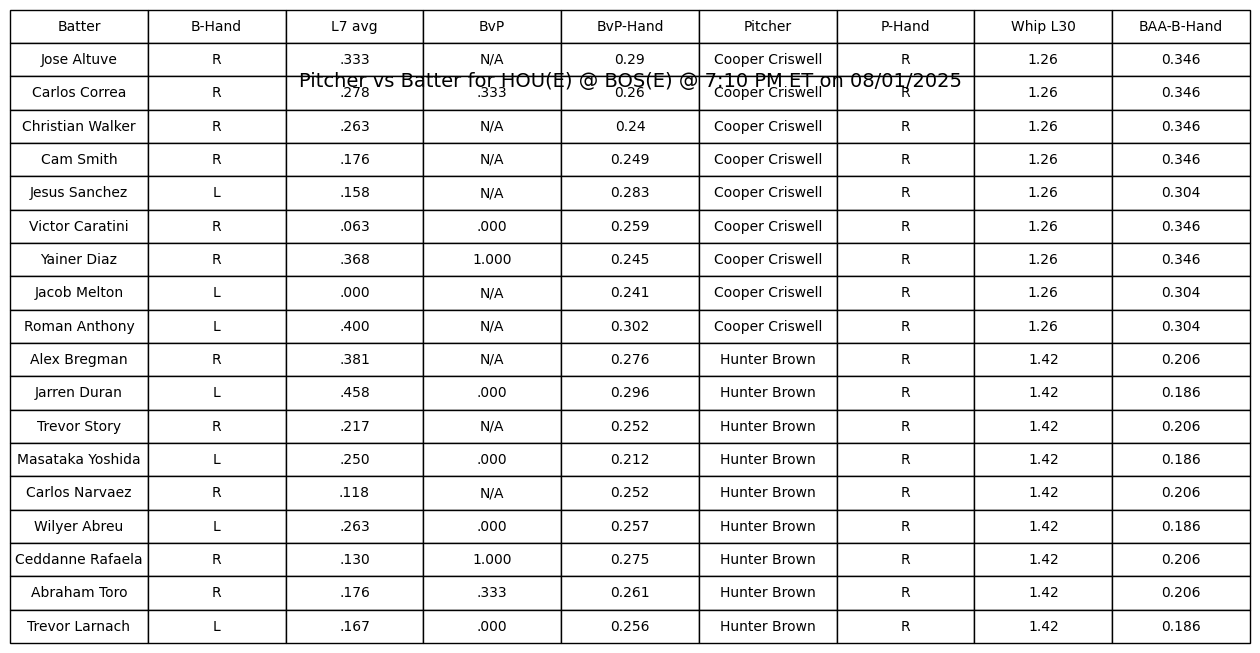 Batter B-Hand L7 avg BvP BvP-Hand Pitcher P-Hand Whip L30 BAA-B-Hand
Jose Altuve R .333 N/A 0.29 Cooper Criswell R 1.26 0.346
Pitcher vs Batter for HOU(E) @ BOS(E) @ 7:10 PM ET on 08/01/2025
Carlos Correa R .278 .333 0.26 Cooper Criswell R 1.26 0.346
Christian Walker R .263 N/A 0.24 Cooper Criswell R 1.26 0.346
Cam Smith R .176 N/A 0.249 Cooper Criswell R 1.26 0.346
Jesus Sanchez L .158 N/A 0.283 Cooper Criswell R 1.26 0.304
Victor Caratini R .063 .000 0.259 Cooper Criswell R 1.26 0.346
Yainer Diaz R .368 1.000 0.245 Cooper Criswell R 1.26 0.346
Jacob Melton L .000 N/A 0.241 Cooper Criswell R 1.26 0.304
Roman Anthony L .400 N/A 0.302 Cooper Criswell R 1.26 0.304
Alex Bregman R .381 N/A 0.276 Hunter Brown R 1.42 0.206
Jarren Duran L .458 .000 0.296 Hunter Brown R 1.42 0.186
Trevor Story R .217 N/A 0.252 Hunter Brown R 1.42 0.206
Masataka Yoshida L .250 .000 0.212 Hunter Brown R 1.42 0.186
Carlos Narvaez R .118 N/A 0.252 Hunter Brown R 1.42 0.206
Wilyer Abreu L .263 .000 0.257 Hunter Brown R 1.42 0.186
Ceddanne Rafaela R .130 1.000 0.275 Hunter Brown R 1.42 0.206
Abraham Toro R .176 .333 0.261 Hunter Brown R 1.42 0.206
Trevor Larnach L .167 .000 0.256 Hunter Brown R 1.42 0.186